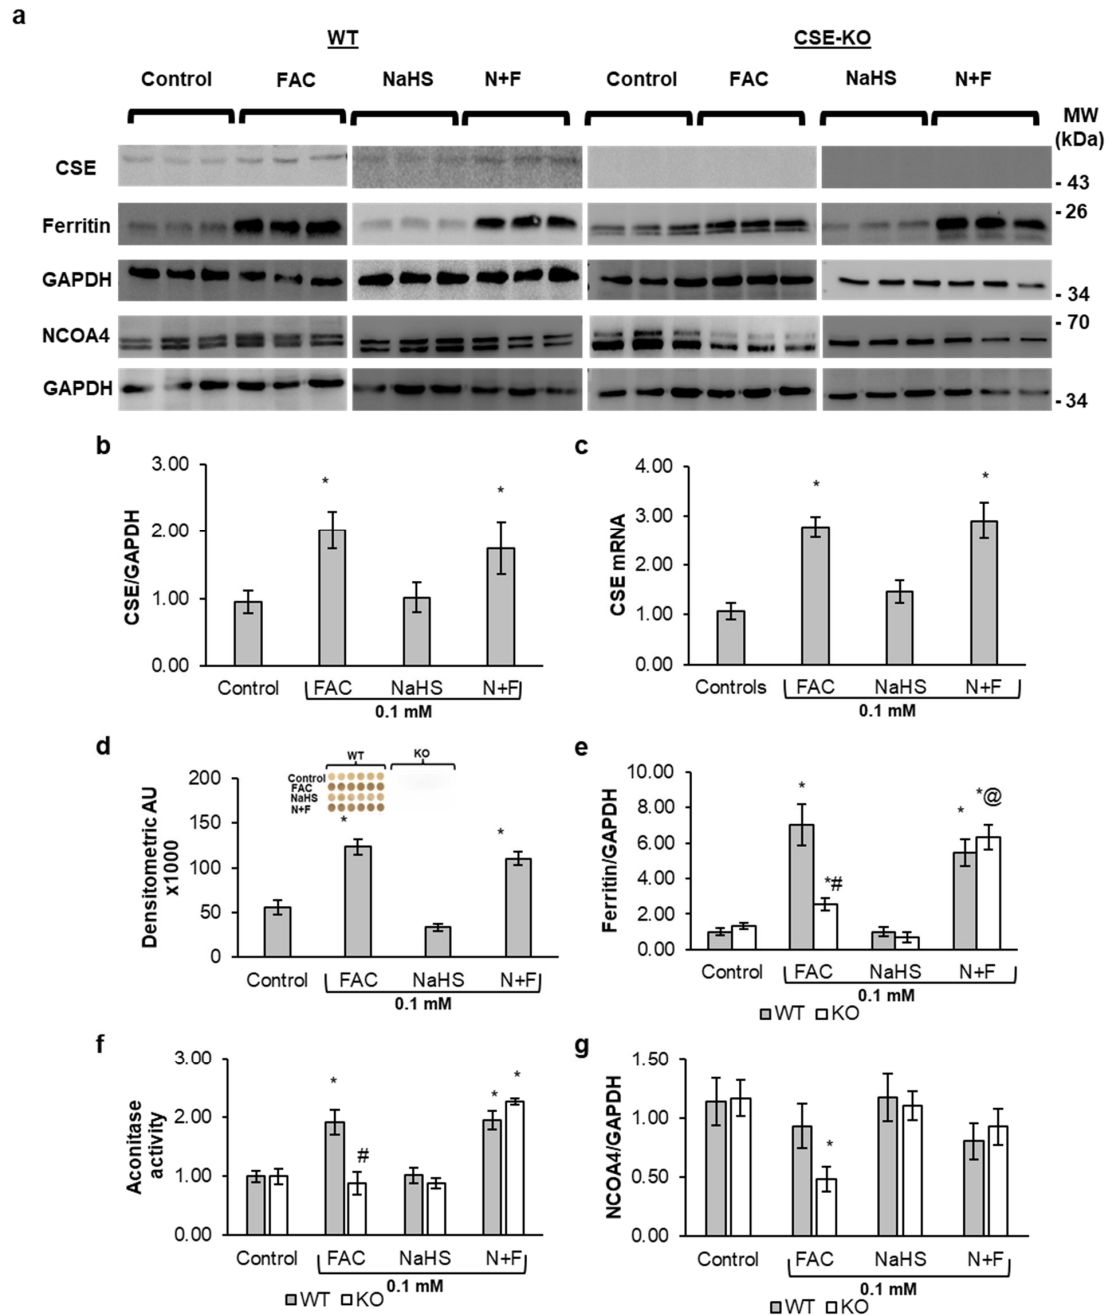 a
WT CSE-KO
Control FAC NaHS N+F Control FAC NaHS N+F
MW
(kDa)
CSE
- 43
Ferritin
- 26
GAPDH
- 34
NCOA4
- 70
GAPDH
- 34
b
3.00
2.00
1.00
0.00
CSE/GAPDH
* *
Control FAC NaHS N+F
0.1 mM
c
4.00
3.00
2.00
1.00
0.00
CSE mRNA
* *
Controls FAC NaHS N+F
0.1 mM
d
WT KO
Control
FAC
NaHS
N+F
200
150
100
50
0
Densitometric AU
x1000
* *
Control FAC NaHS N+F
0.1 mM
e
10.00
8.00
6.00
4.00
2.00
0.00
Ferritin/GAPDH
* *# * *@
Control FAC NaHS N+F
0.1 mM
WT KO
f
3.00
2.00
1.00
0.00
Aconitase
activity
* # * *
Control FAC NaHS N+F
0.1 mM
WT KO
g
1.50
1.00
0.50
0.00
NCOA4/GAPDH
*
Control FAC NaHS N+F
0.1 mM
WT KO